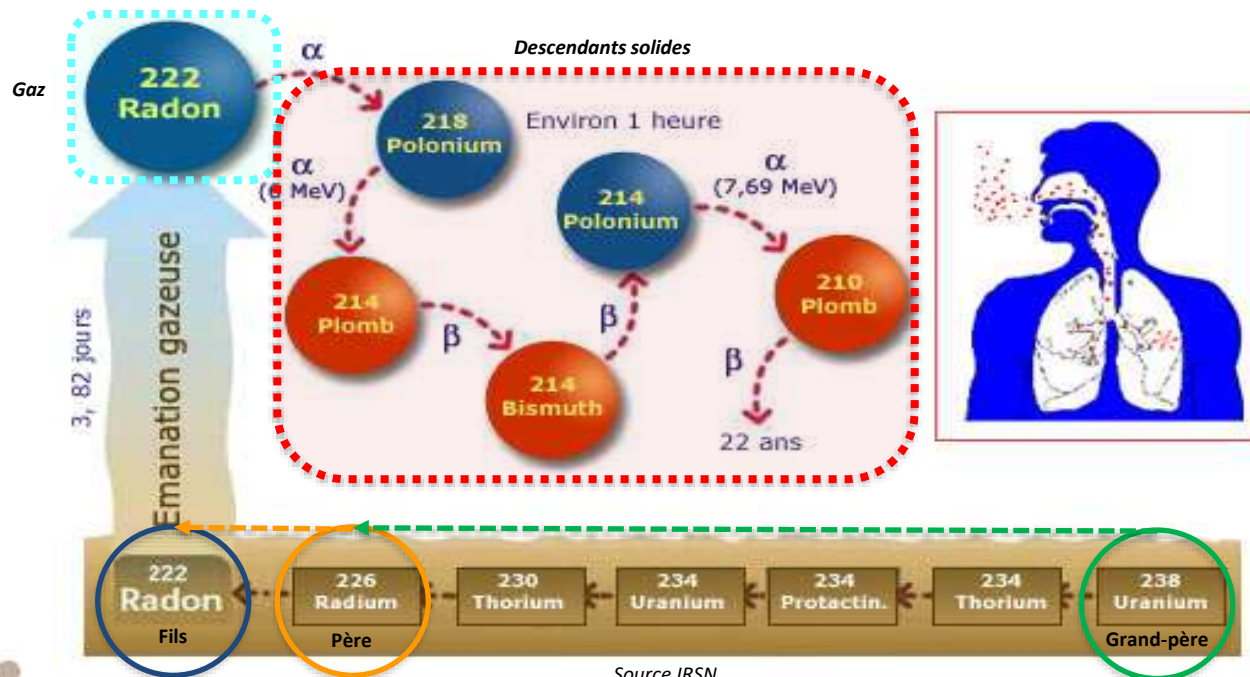 Descendants solides
Gaz
222
Radon
α
218
Polonium
Environ 1 heure
α
(6 MeV)
214
Polonium
α
(7,69 MeV)
214
Plomb
β
214
Bismuth
β
210
Plomb
β
22 ans
3, 82 jours
Emanation gazeuse
222
Radon
Fils
226
Radium
Père
230
Thorium
234
Uranium
234
Protactin.
234
Thorium
238
Uranium
Grand-père
Source IRSN